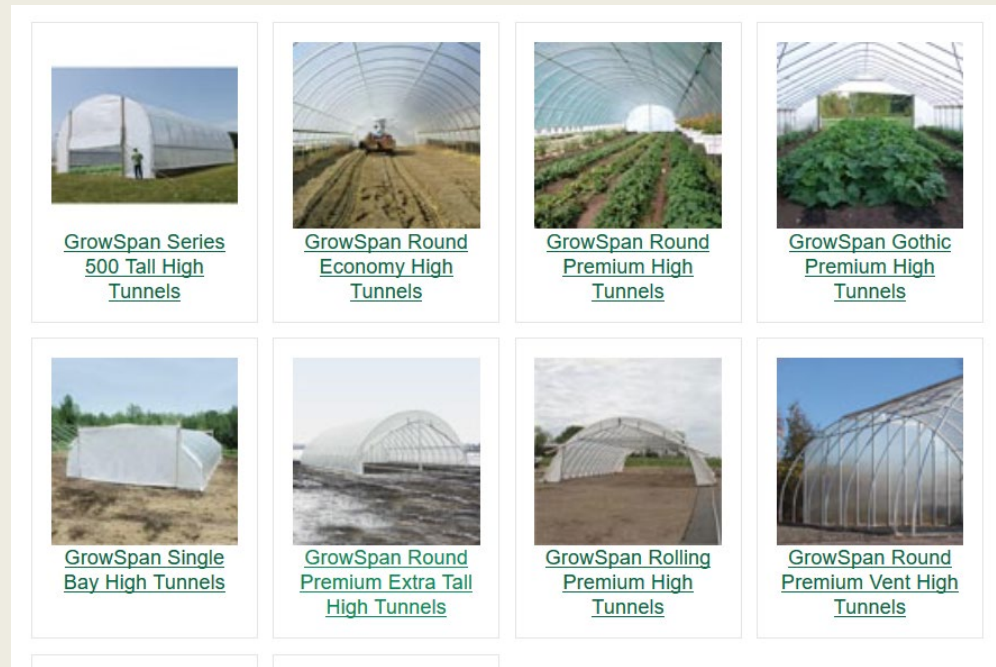 GrowSpan Series
500 Tall High
Tunnels
GrowSpan Round
Economy High
Tunnels
GrowSpan Round
Premium High
Tunnels
GrowSpan Gothic
Premium High
Tunnels
GrowSpan Single
Bay High Tunnels
GrowSpan Round
Premium Extra Tall
High Tunnels
GrowSpan Rolling
Premium High
Tunnels
GrowSpan Round
Premium Vent High
Tunnels